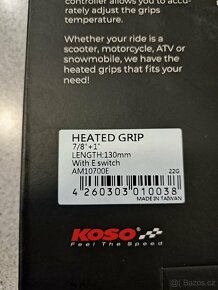 controller allows you to accu-
rately adjust the grips
temperature.
Whether your ride is a
scooter, motorcycle, ATV or
snowmobile, we have the
heated grips that fits your
need!
HEATED GRIP
7/8"+1"
LENGTH:130mm
With E switch
AM10700E
22G
4 260303 010038
MADE IN TAIWAN
KOSO
Feel The Speed
bazos.cz